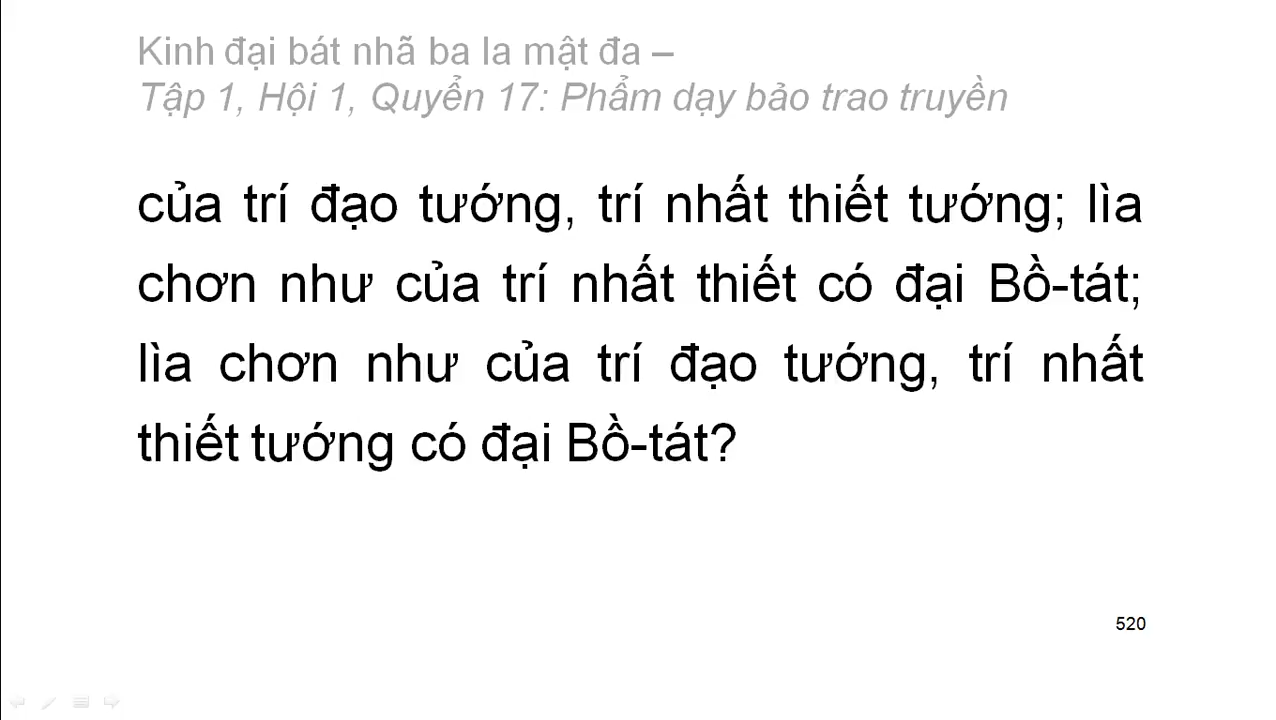 Kinh đại bát nhã ba la mật đa –
Tập 1, Hội 1, Quyển 17: Phẩm dạy bảo trao truyền
của trí đạo tướng, trí nhất thiết tướng; lìa
chơn như của trí nhất thiết có đại Bồ-tát;
lìa chơn như của trí đạo tướng, trí nhất
thiết tướng có đại Bồ-tát?
520